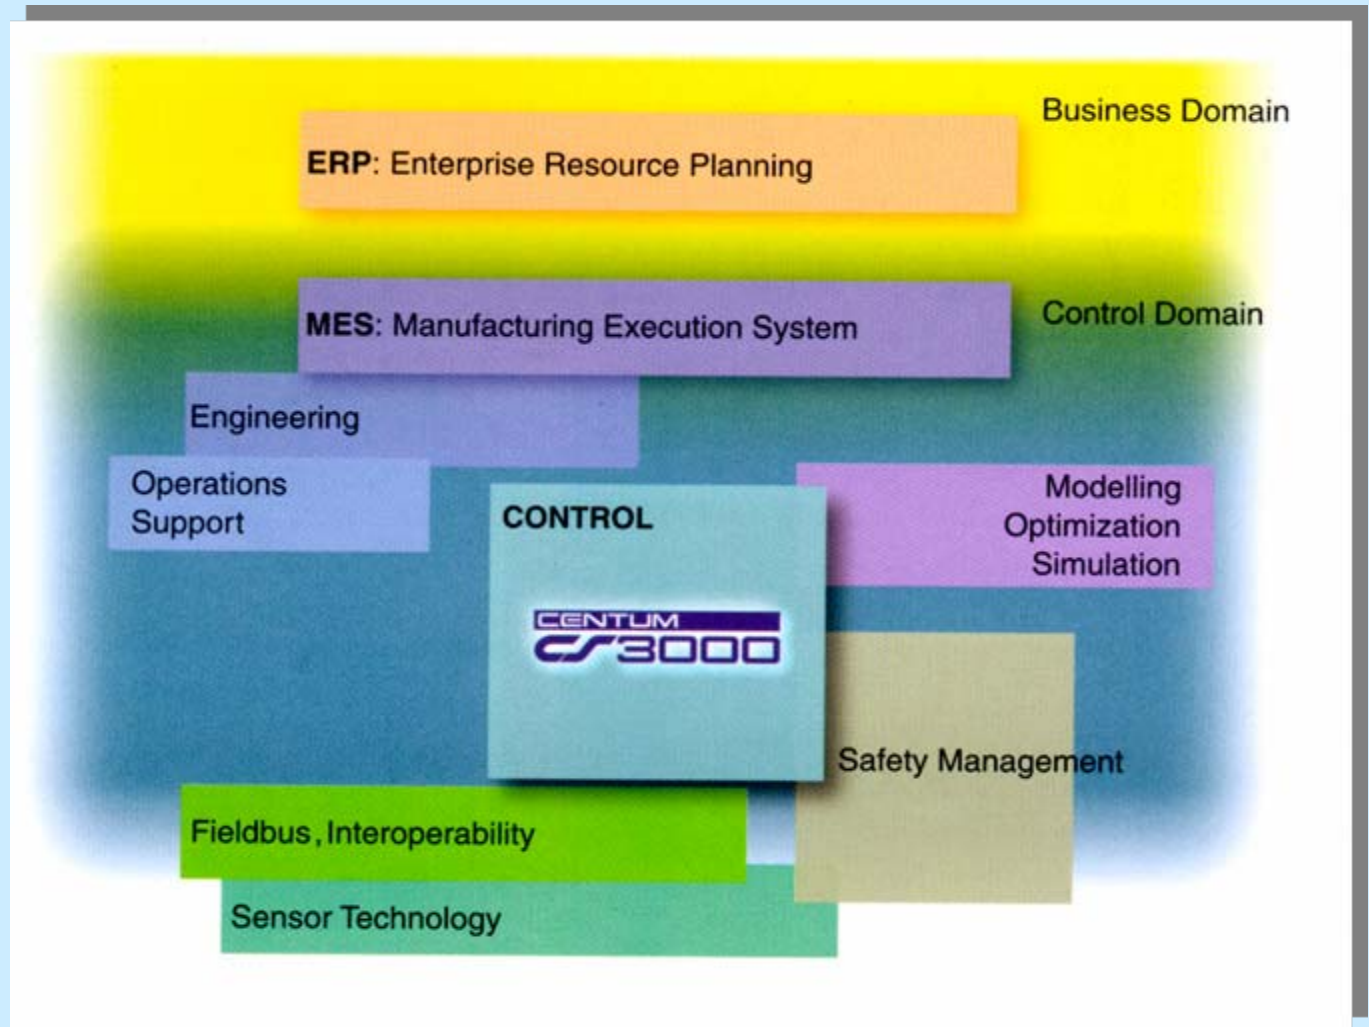 Business Domain
ERP: Enterprise Resource Planning
MES: Manufacturing Execution System
Control Domain
Engineering
Operations
Support
CONTROL
CENTUM
CS3000
Modelling
Optimization
Simulation
Safety Management
Fieldbus, Interoperability
Sensor Technology